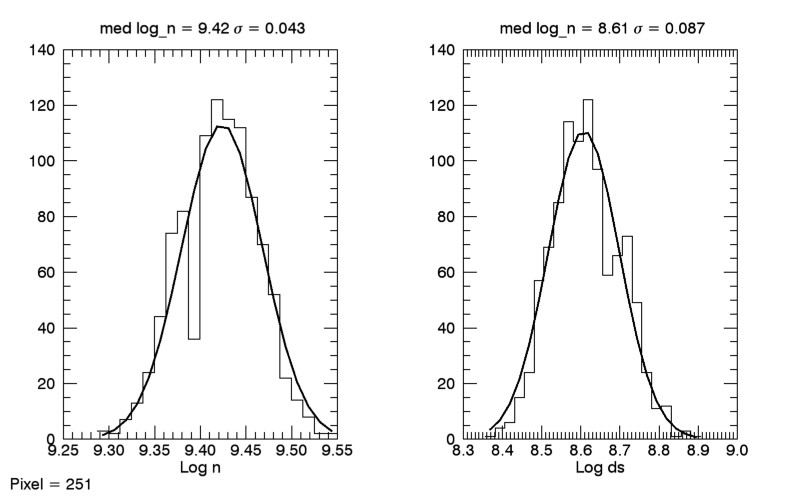 med log_n = 9.42 σ = 0.043
140
120
100
80
60
40
20
0
9.25 9.30 9.35 9.40 9.45 9.50 9.55
Log n
med log_n = 8.61 σ = 0.087
140
120
100
80
60
40
20
0
8.3 8.4 8.5 8.6 8.7 8.8 8.9 9.0
Log ds
Pixel = 251